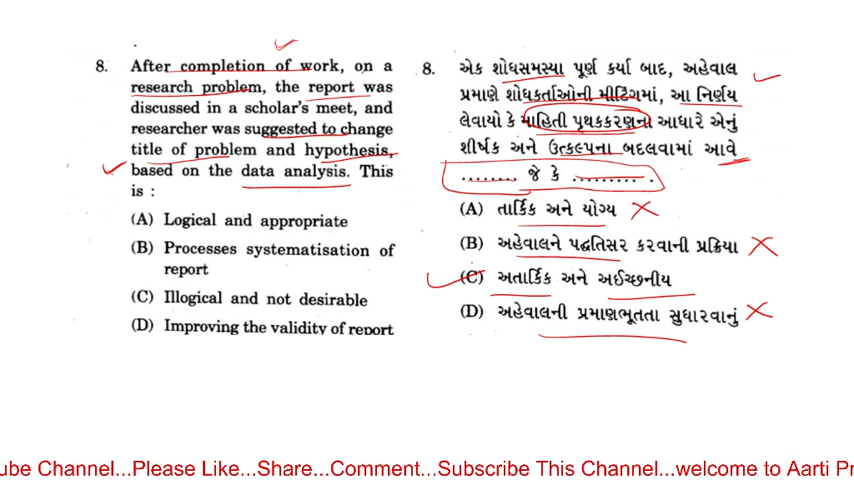 8. After completion of work, on a
research problem, the report was
discussed in a scholar's meet, and
researcher was suggested to change
title of problem and hypothesis,
based on the data analysis. This
is :
(A) Logical and appropriate
(B) Processes systematisation of
report
(C) Illogical and not desirable
(D) Improving the validity of report
8. એક શોધસમસ્યા પૂર્ણ કર્યા બાદ, અહેવાલ
પ્રમાણે શોધકર્તાઓની મીટિંગમાં, આ નિર્ણય
લેવાયો કે માહિતી પૃથક્કરણના આધારે એનું
શીર્ષક અને ઉત્કલ્પના બદલવામાં આવે
........ જે કે ..........
(A) તાર્કિક અને યોગ્ય
(B) અહેવાલને પદ્ધતિસર કરવાની પ્રક્રિયા
(C) અતાર્કિક અને અઈચ્છનીય
(D) અહેવાલની પ્રમાણભૂતતા સુધારવાનું
ube Channel...Please Like...Share...Comment...Subscribe This Channel...welcome to Aarti Pr